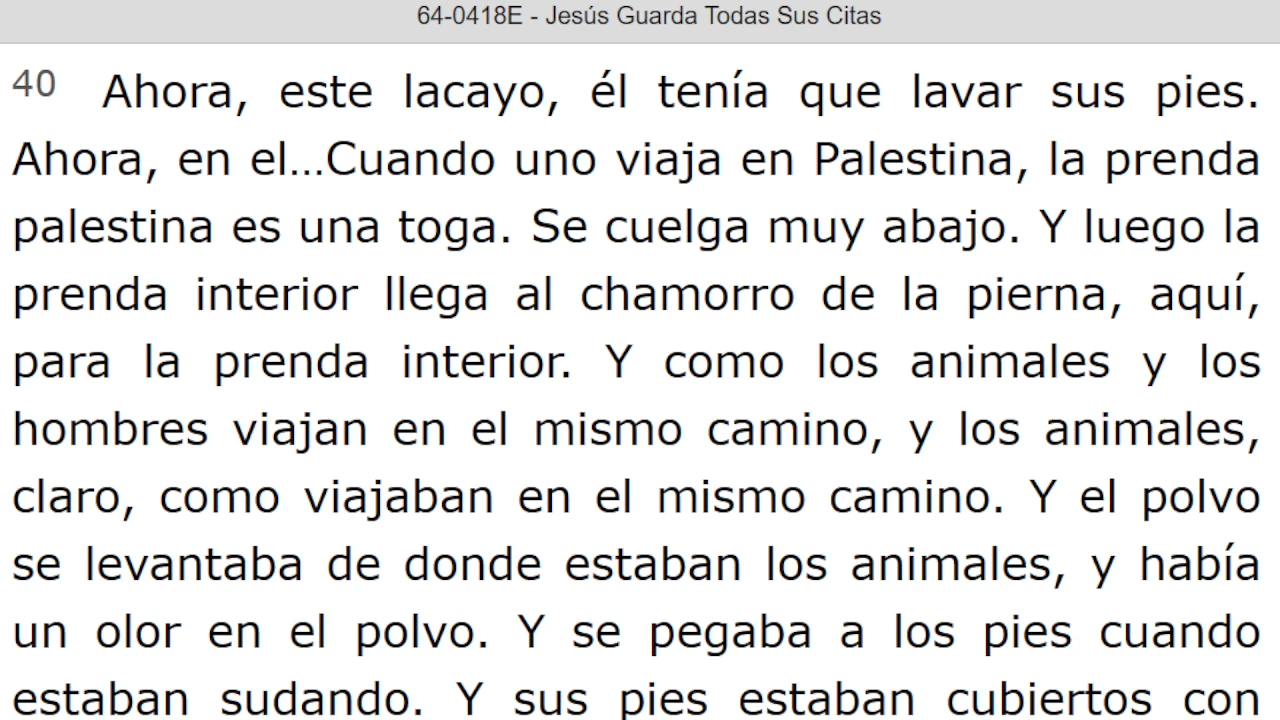 64-0418E - Jesús Guarda Todas Sus Citas
40 Ahora, este lacayo, él tenía que lavar sus pies.
Ahora, en el...Cuando uno viaja en Palestina, la prenda
palestina es una toga. Se cuelga muy abajo. Y luego la
prenda interior llega al chamorro de la pierna, aquí,
para la prenda interior. Y como los animales y los
hombres viajan en el mismo camino, y los animales,
claro, como viajaban en el mismo camino. Y el polvo
se levantaba de donde estaban los animales, y había
un olor en el polvo. Y se pegaba a los pies cuando
estaban sudando. Y sus pies estaban cubiertos con